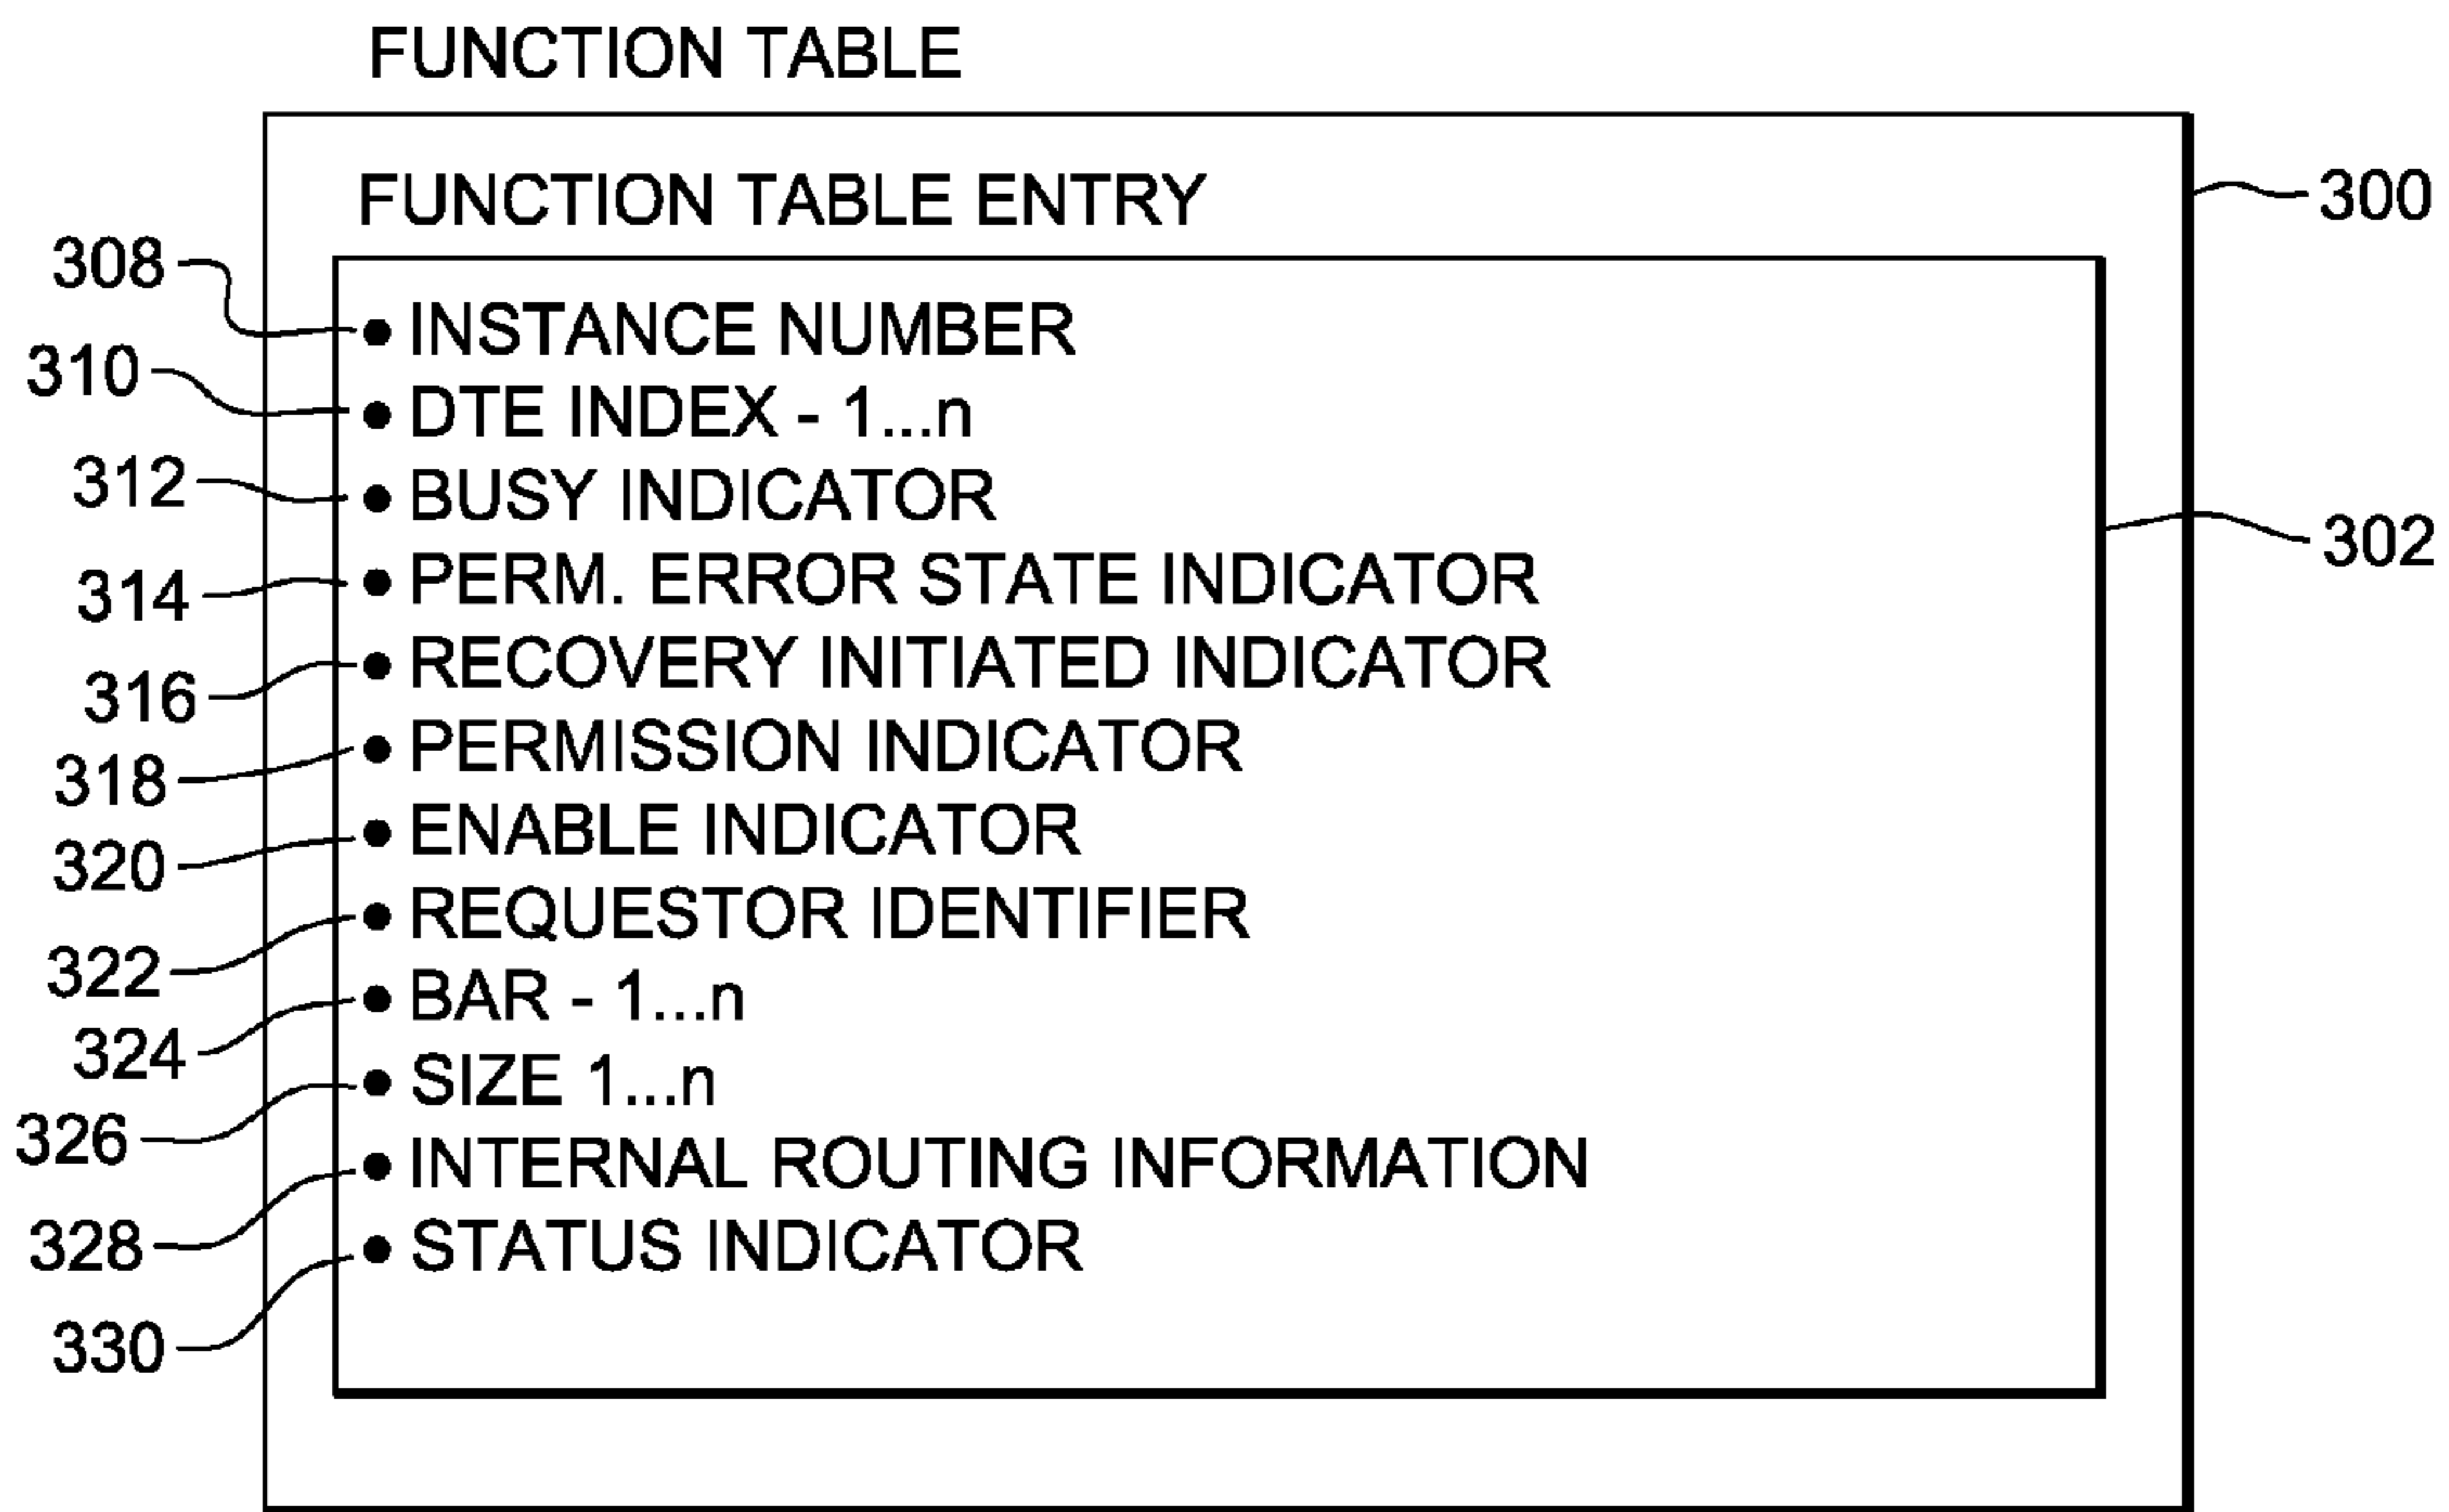 FUNCTION TABLE
FUNCTION TABLE ENTRY
300
308 ● INSTANCE NUMBER
310 ● DTE INDEX - 1...n
312 ● BUSY INDICATOR
302
314 ● PERM. ERROR STATE INDICATOR
316 ● RECOVERY INITIATED INDICATOR
318 ● PERMISSION INDICATOR
320 ● ENABLE INDICATOR
322 ● REQUESTOR IDENTIFIER
324 ● BAR - 1...n
326 ● SIZE 1...n
328 ● INTERNAL ROUTING INFORMATION
330 ● STATUS INDICATOR